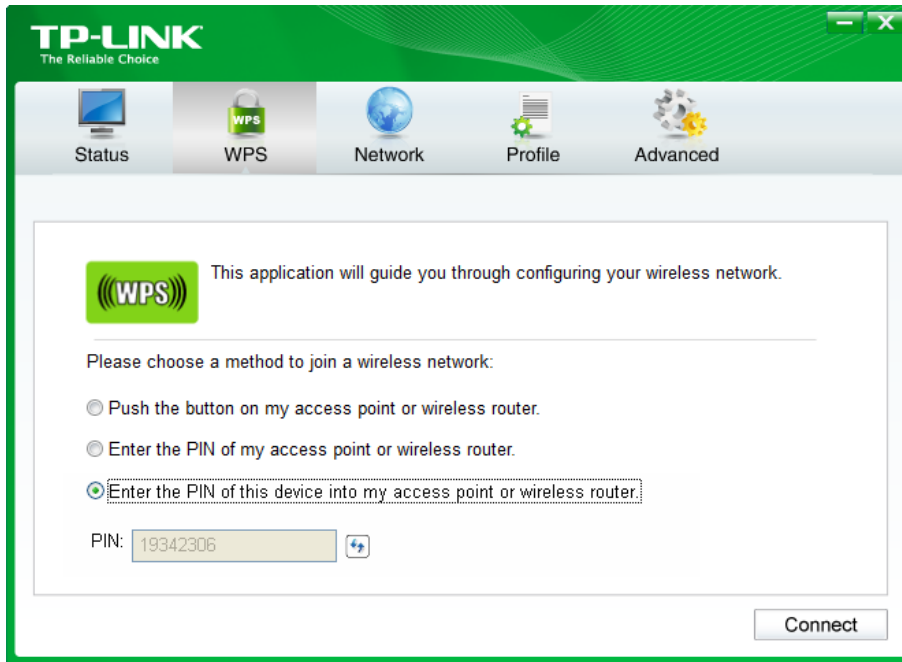 TP-LINK
The Reliable Choice
Status
WPS
WPS
Network
Profile
Advanced
(((WPS)))
This application will guide you through configuring your wireless network.
Please choose a method to join a wireless network:
Push the button on my access point or wireless router.
Enter the PIN of my access point or wireless router.
Enter the PIN of this device into my access point or wireless router.
PIN: 19342306
Connect